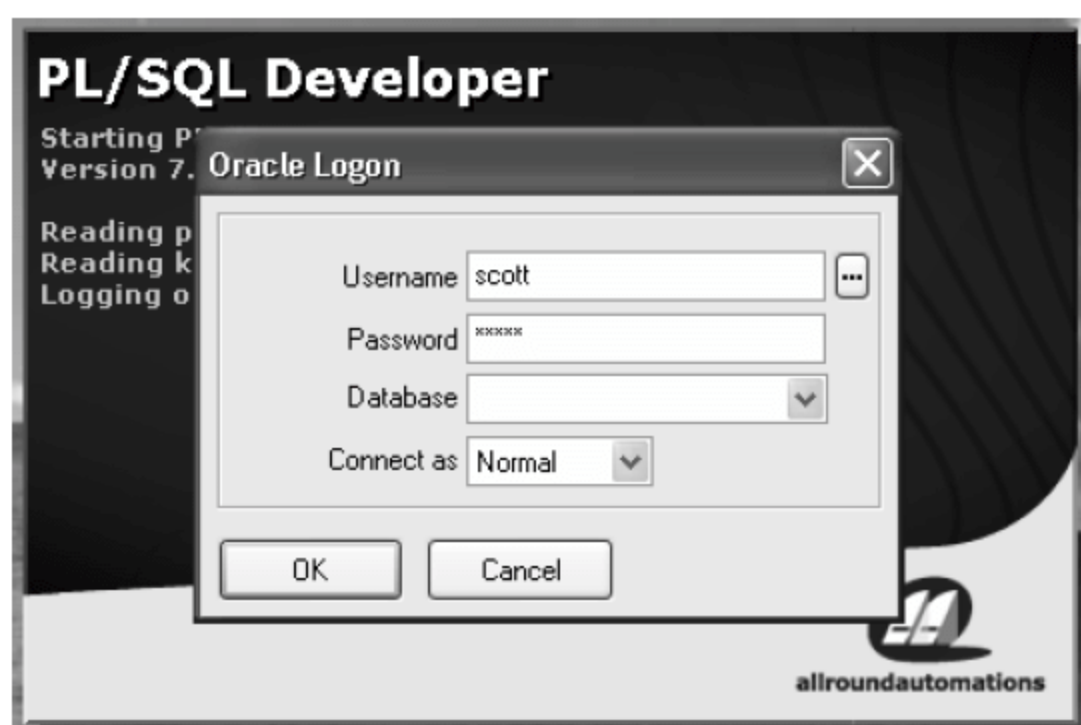 PL/SQL Developer
Starting P
Version 7.
Reading p
Reading k
Logging o
Oracle Logon
Username scott
Password *****
Database
Connect as Normal
OK Cancel
allroundautomations